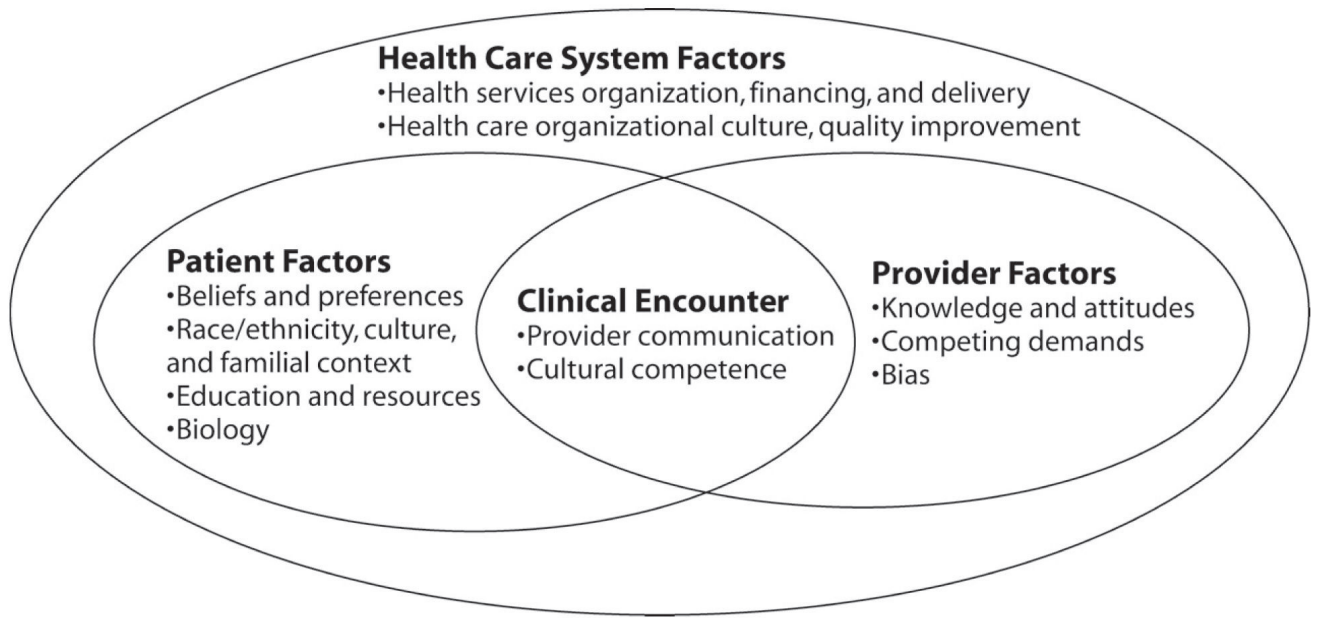 Health Care System Factors
•Health services organization, financing, and delivery
•Health care organizational culture, quality improvement
Patient Factors
•Beliefs and preferences
•Race/ethnicity, culture,
and familial context
•Education and resources
•Biology
Clinical Encounter
•Provider communication
•Cultural competence
Provider Factors
•Knowledge and attitudes
•Competing demands
•Bias